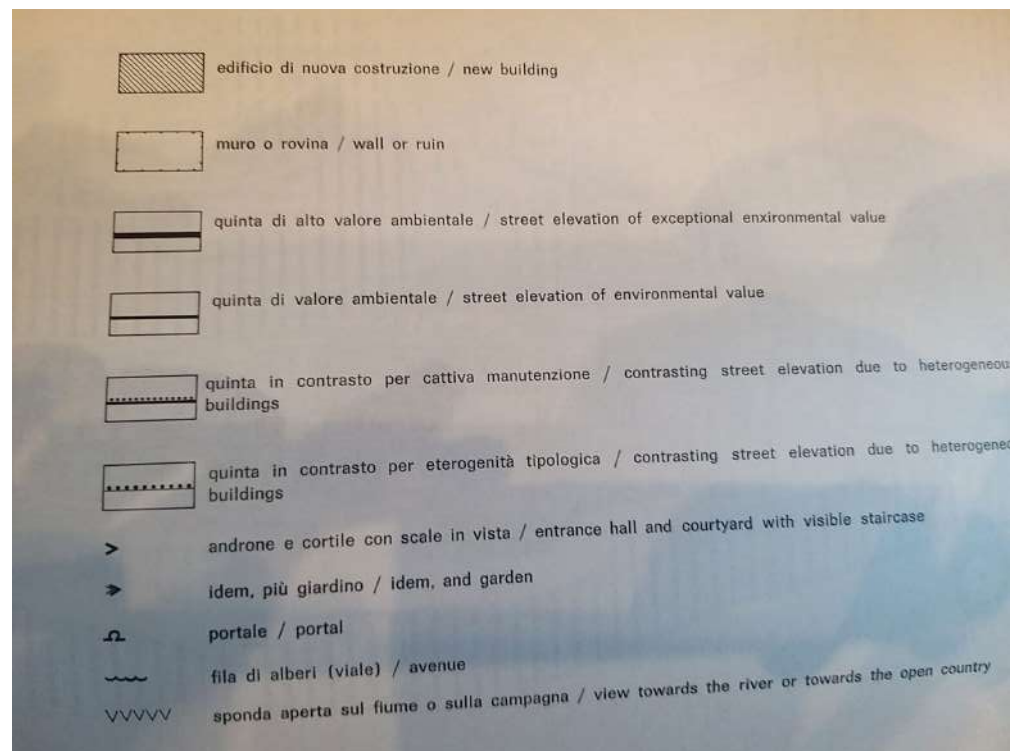 edificio di nuova costruzione / new building
muro o rovina / wall or ruin
quinta di alto valore ambientale / street elevation of exceptional enxironmental value
quinta di valore ambientale / street elevation of environmental value
quinta in contrasto per cattiva manutenzione / contrasting street elevation due to heterogeneou
buildings
quinta in contrasto per eterogenità tipologica / contrasting street elevation due to heterogene
buildings
androne e cortile con scale in vista / entrance hall and courtyard with visible staircase
idem, più giardino / idem, and garden
portale / portal
fila di alberi (viale) / avenue
sponda aperta sul fiume o sulla campagna / view towards the river or towards the open country